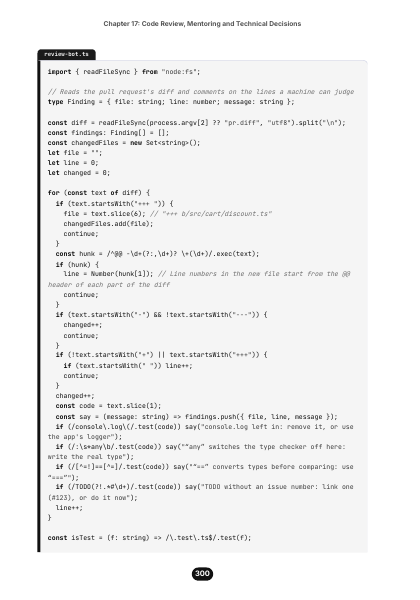 Chapter 17: Code Review, Mentoring and Technical Decisions
review-bot.ts
import { readFileSync } from "node:fs";
// Reads the pull request's diff and comments on the lines a machine can judge
type Finding = { file: string; line: number; message: string };
const diff = readFileSync(process.argv[2] ?? "pr.diff", "utf8").split("\n");
const findings: Finding[] = [];
const changedFiles = new Set<string>();
let file = "";
let line = 0;
let changed = 0;
for (const text of diff) {
  if (text.startsWith("+++ ")) {
    file = text.slice(6); // "+++ b/src/cart/discount.ts"
    changedFiles.add(file);
    continue;
  }
  const hunk = /^@@ -\d+(?:,\d+)? \+(\d+)/.exec(text);
  if (hunk) {
    line = Number(hunk[1]); // Line numbers in the new file start from the @@
header of each part of the diff
    continue;
  }
  if (text.startsWith("-") && !text.startsWith("---")) {
    changed++;
    continue;
  }
  if (!text.startsWith("+") || text.startsWith("+++")) {
    if (text.startsWith(" ")) line++;
    continue;
  }
  changed++;
  const code = text.slice(1);
  const say = (message: string) => findings.push({ file, line, message });
  if (/console\.log\(/.test(code)) say("console.log left in: remove it, or use
the app's logger");
  if (/:\s*any\b/.test(code)) say("“any” switches the type checker off here:
write the real type");
  if (/[^=!]==[^=]/.test(code)) say("“==” converts types before comparing: use
“===”");
  if (/TODO(?!.*#\d+)/.test(code)) say("TODO without an issue number: link one
(#123), or do it now");
  line++;
}
const isTest = (f: string) => /\.test\.ts$/.test(f);
300